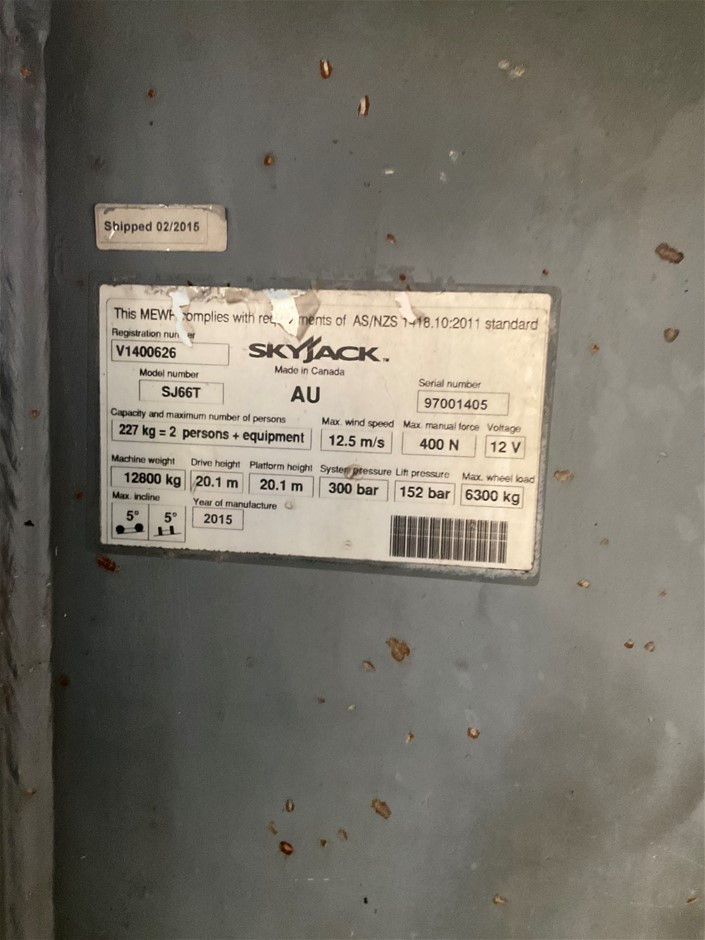 Shipped 02/2015
This MEWP complies with requirements of AS/NZS 1418.10:2011 standard
Registration number
V1400626
SKYJACK
Made in Canada
Model number
SJ66T
AU
Serial number
97001405
Capacity and maximum number of persons
227 kg = 2 persons + equipment
Max. wind speed
12.5 m/s
Max. manual force
400 N
Voltage
12 V
Machine weight
12800 kg
Drive height
20.1 m
Platform height
20.1 m
System pressure
300 bar
Lift pressure
152 bar
Max. wheel load
6300 kg
Max. incline
5° 5°
Year of manufacture
2015